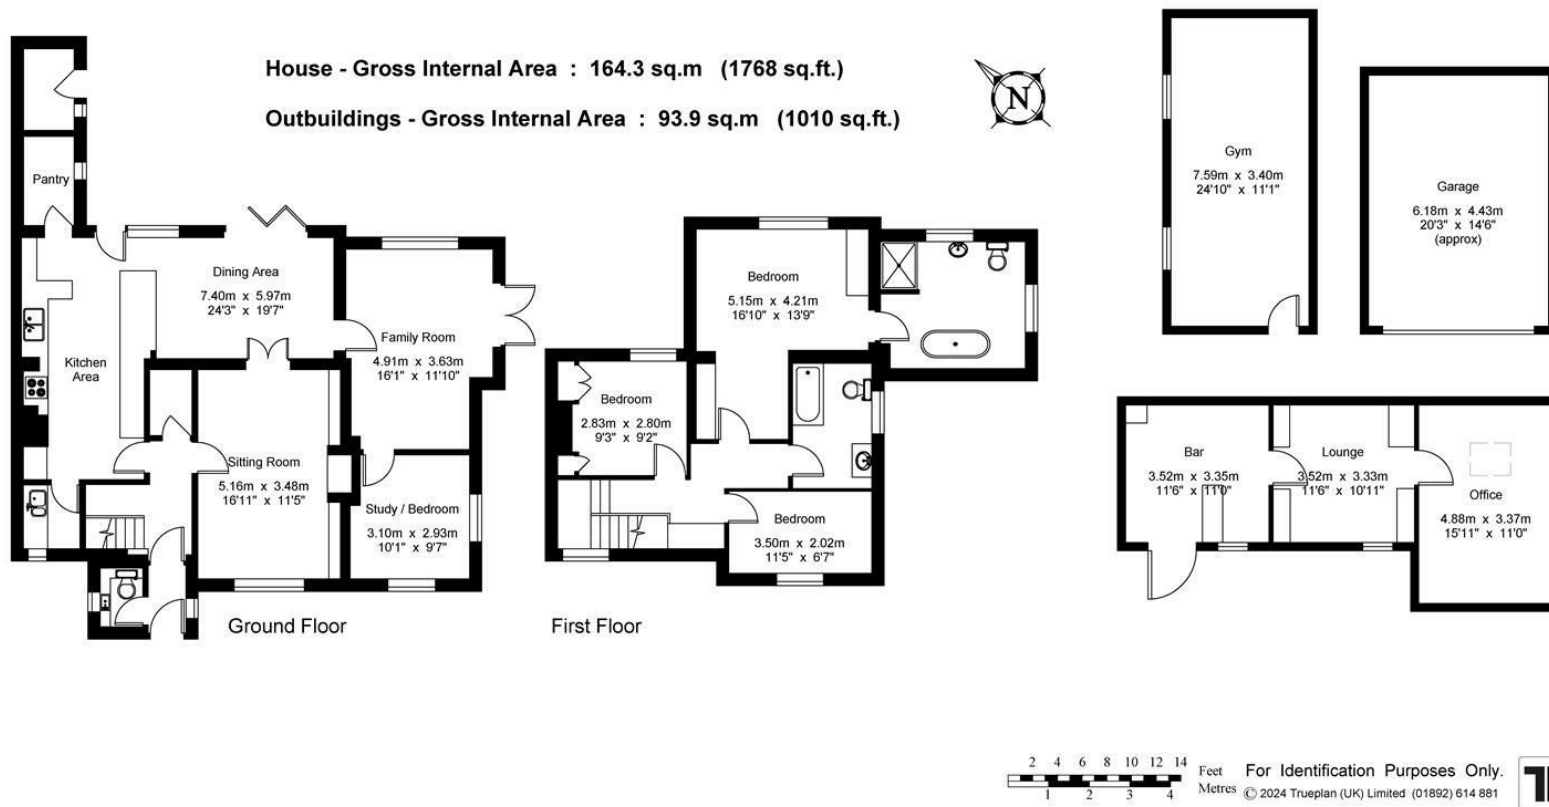 House - Gross Internal Area : 164.3 sq.m (1768 sq.ft.)
Outbuildings - Gross Internal Area : 93.9 sq.m (1010 sq.ft.)
N
Pantry
Dining Area
7.40m x 5.97m
24'3" x 19'7"
Kitchen
Area
Family Room
4.91m x 3.63m
16'1" x 11'10"
Sitting Room
5.16m x 3.48m
16'11" x 11'5"
Study / Bedroom
3.10m x 2.93m
10'1" x 9'7"
Ground Floor
Bedroom
5.15m x 4.21m
16'10" x 13'9"
Bedroom
2.83m x 2.80m
9'3" x 9'2"
Bedroom
3.50m x 2.02m
11'5" x 6'7"
First Floor
Gym
7.59m x 3.40m
24'10" x 11'1"
Garage
6.18m x 4.43m
20'3" x 14'6"
(approx)
Bar
3.52m x 3.35m
11'6" x 11'0"
Lounge
3.52m x 3.33m
11'6" x 10'11"
Office
4.88m x 3.37m
15'11" x 11'0"
2 4 6 8 10 12 14 Feet
1 2 3 4 Metres
For Identification Purposes Only.
© 2024 Trueplan (UK) Limited (01892) 614 881